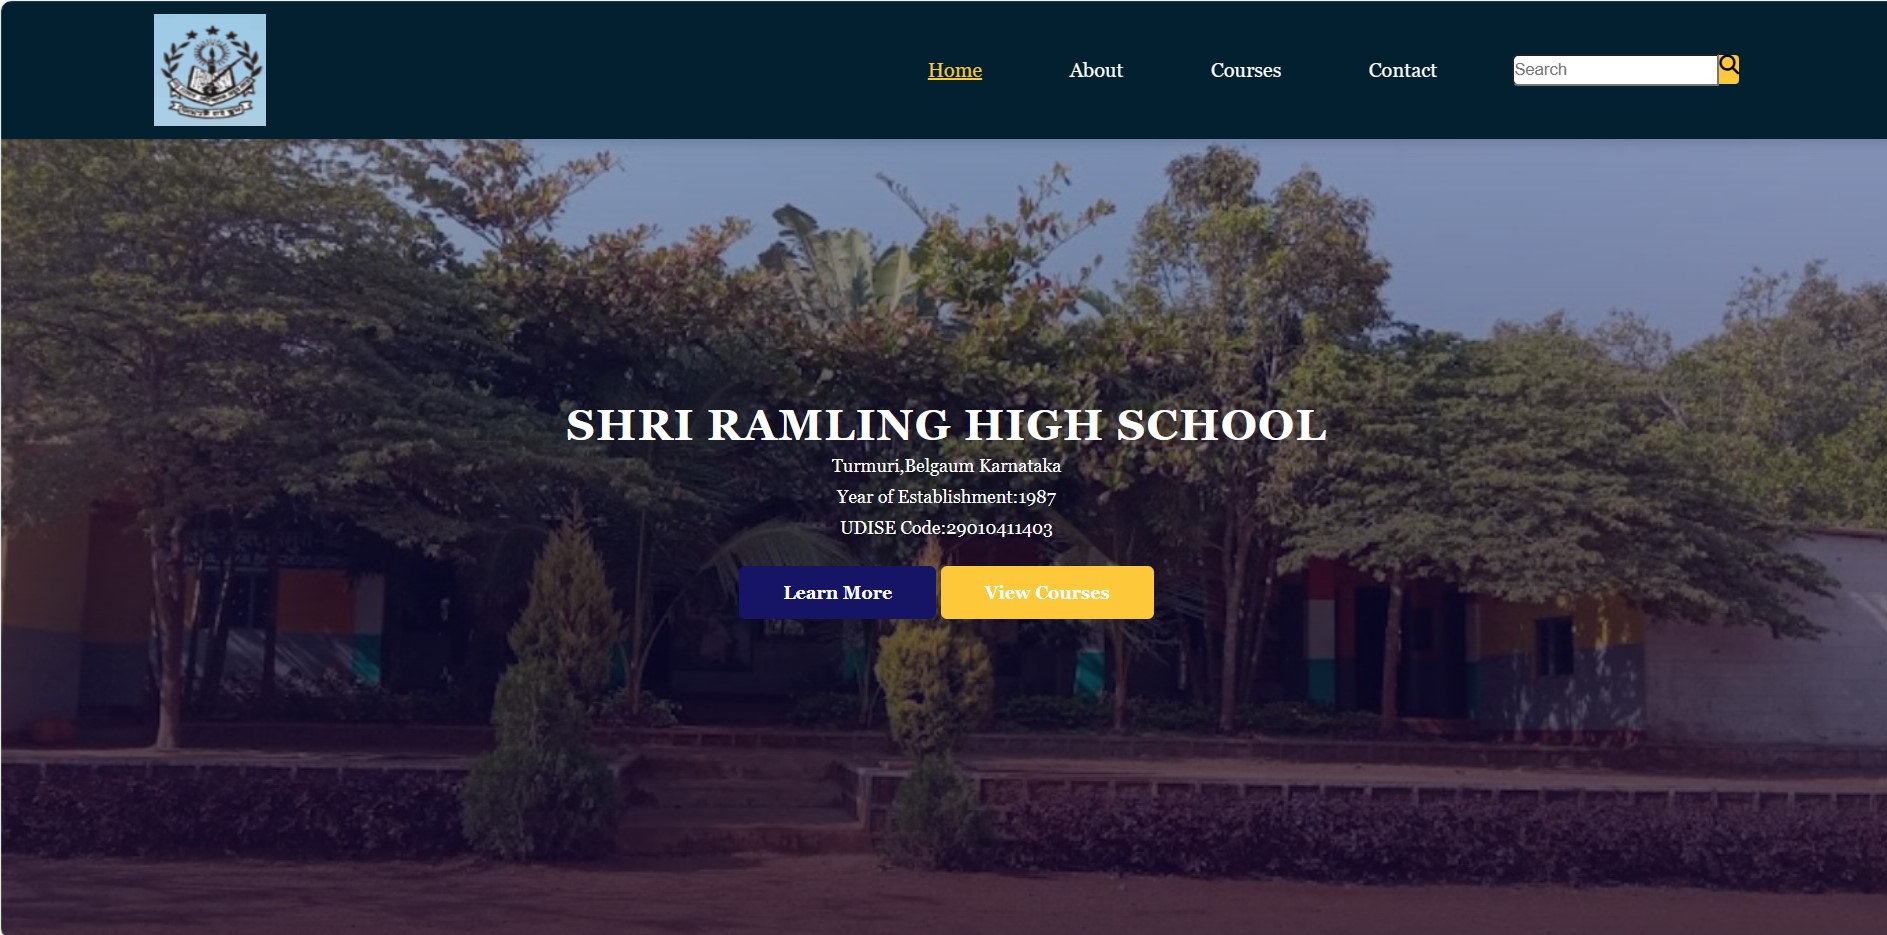 Home
About
Courses
Contact
Search
SHRI RAMLING HIGH SCHOOL
Turmuri,Belgaum Karnataka
Year of Establishment:1987
UDISE Code:29010411403
Learn More
View Courses